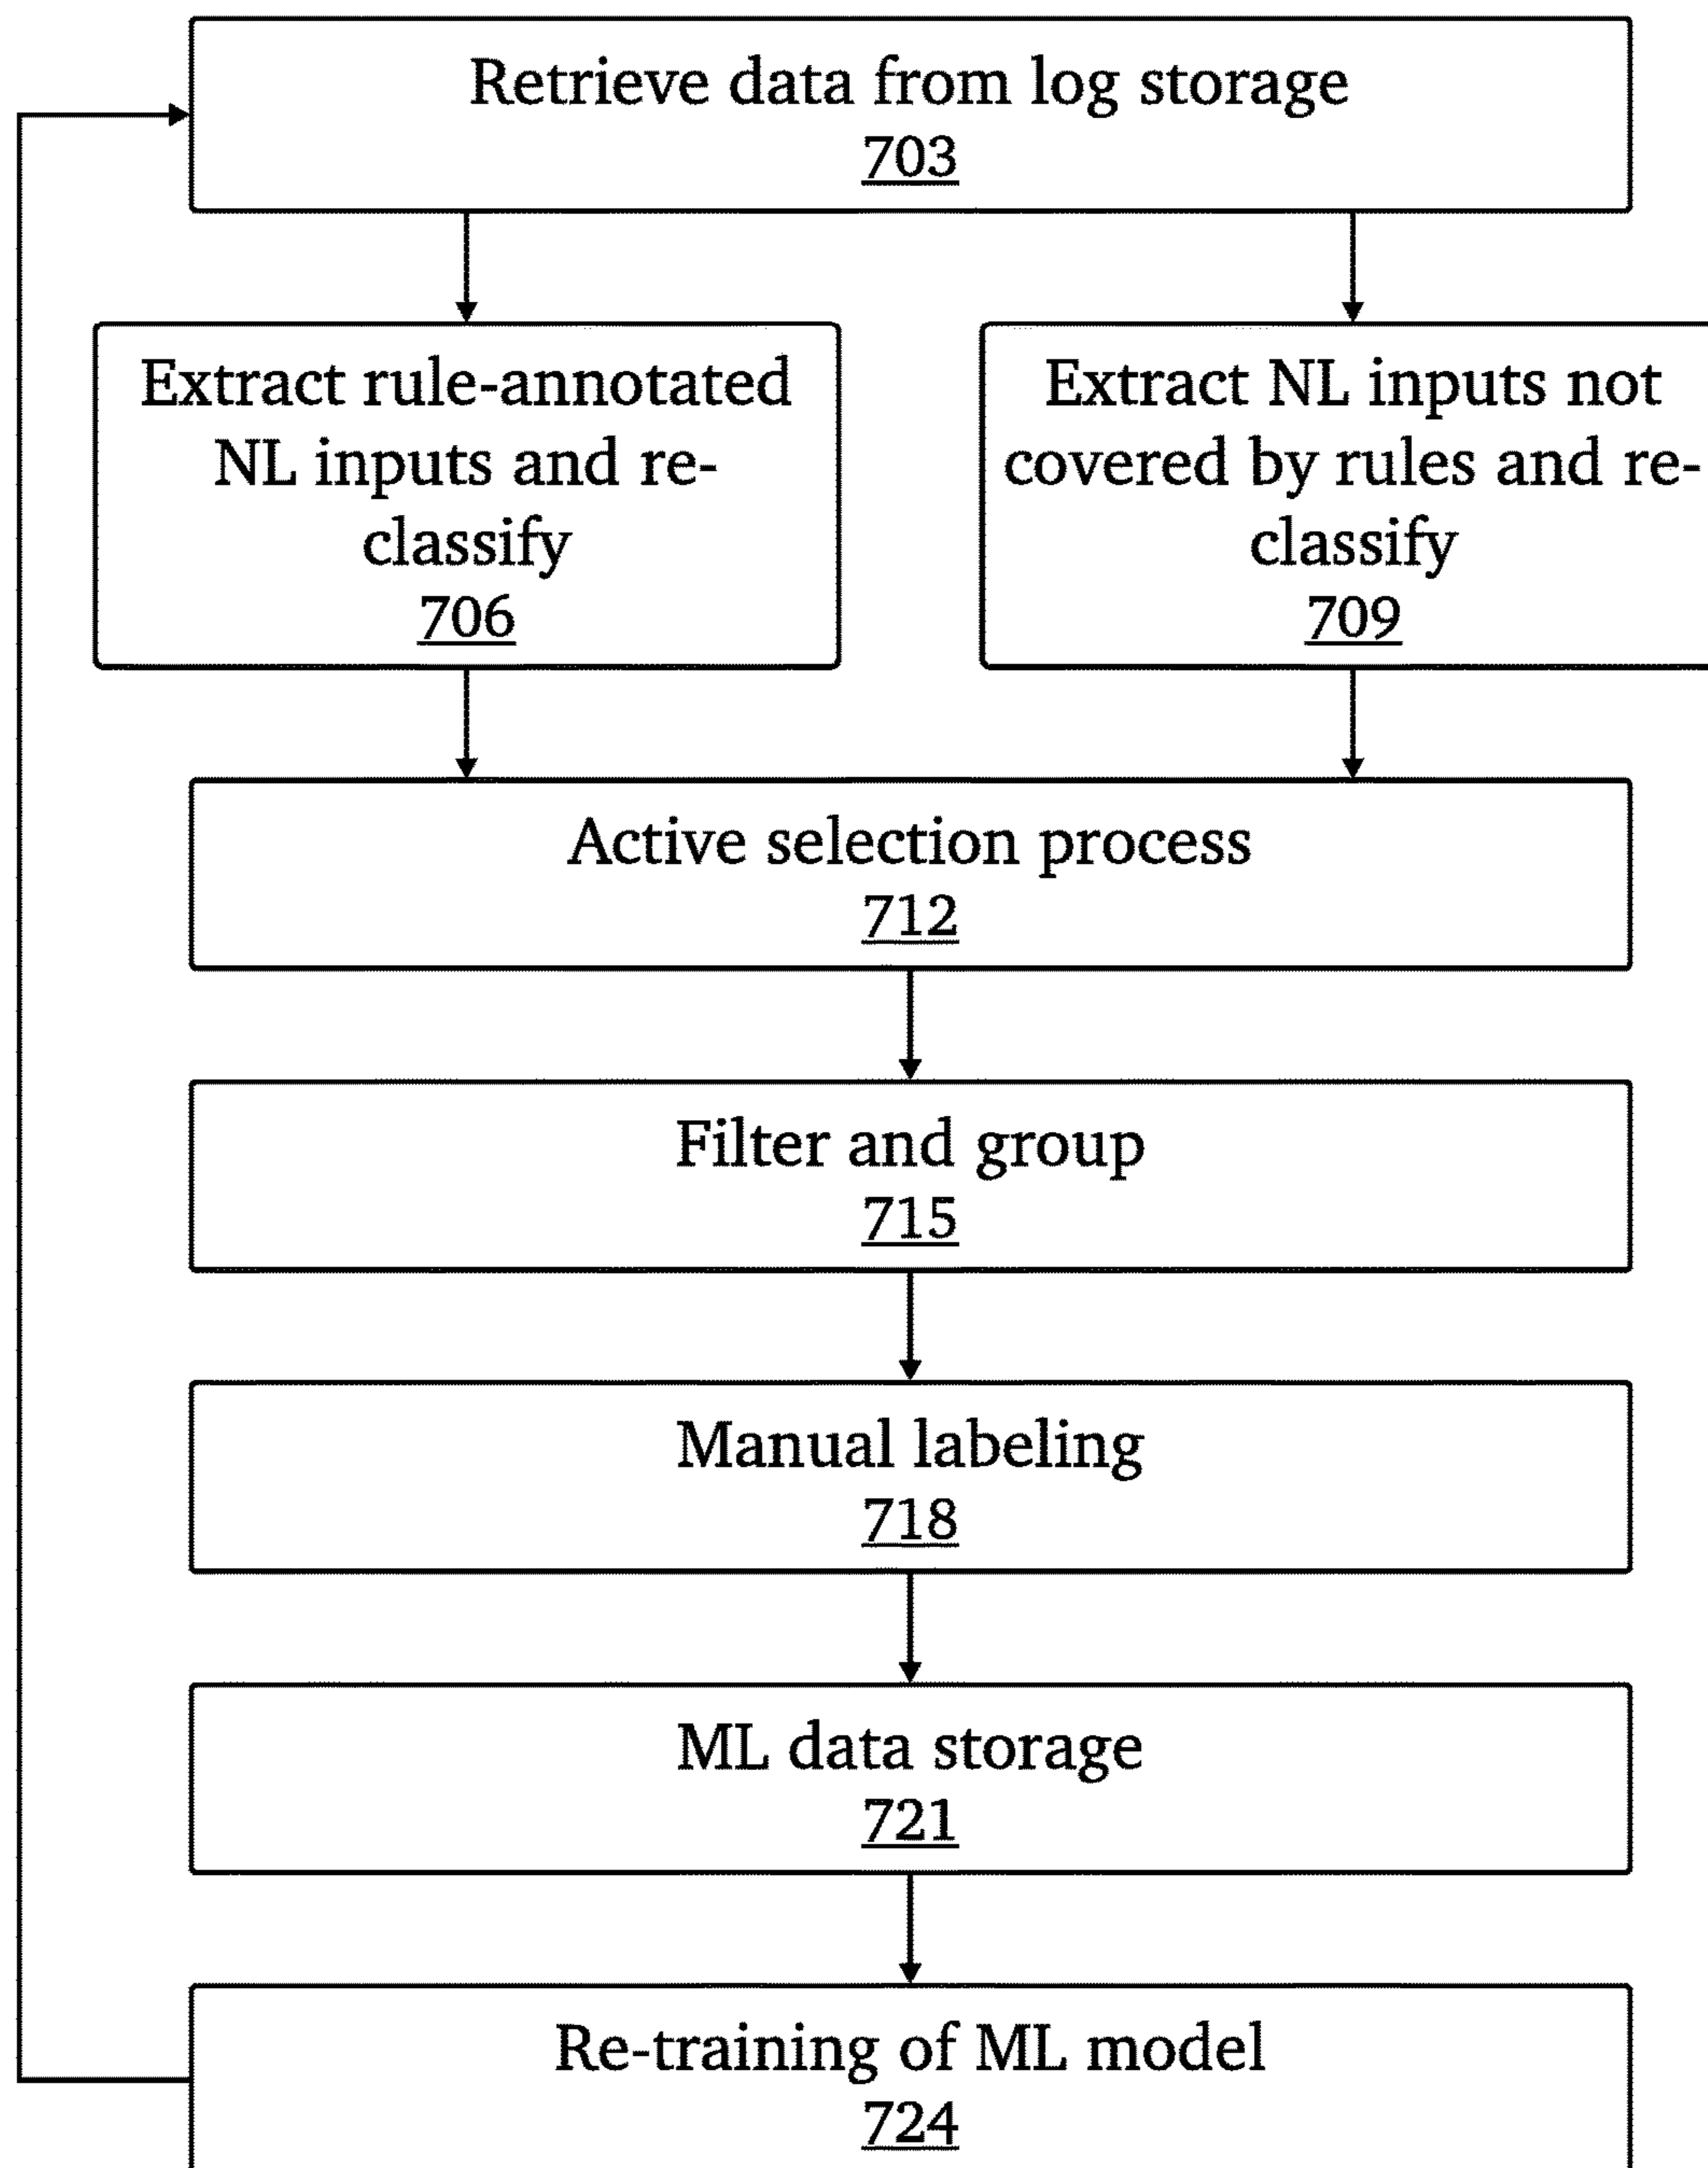 Retrieve data from log storage
703
Extract rule-annotated
NL inputs and re-
classify
706
Extract NL inputs not
covered by rules and re-
classify
709
Active selection process
712
Filter and group
715
Manual labeling
718
ML data storage
721
Re-training of ML model
724